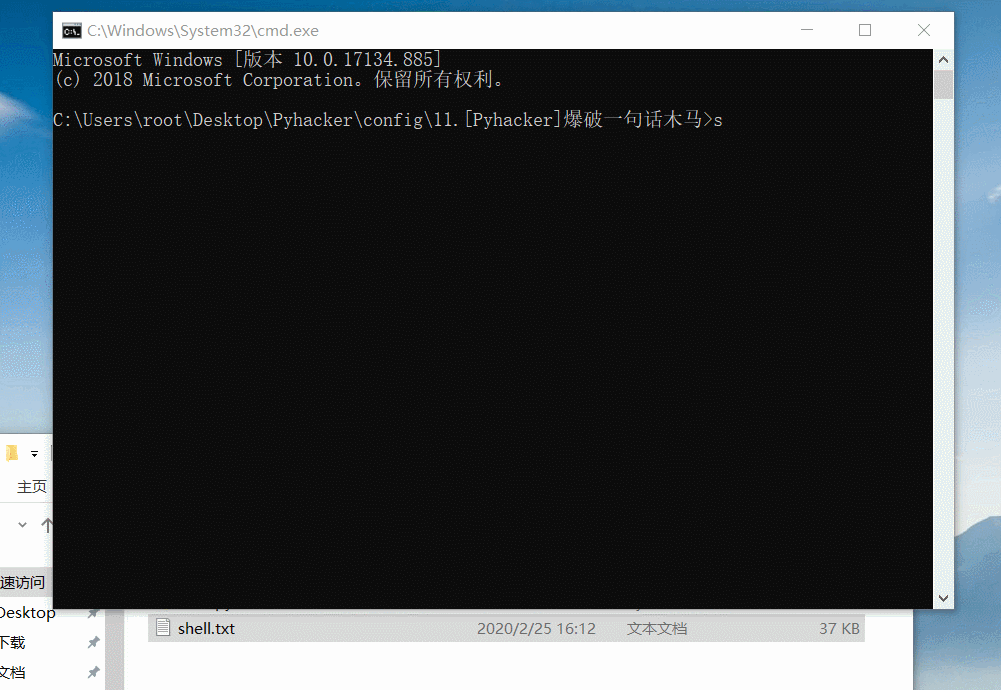 C:\Windows\System32\cmd.exe
Microsoft Windows [版本 10.0.17134.885]
(c) 2018 Microsoft Corporation。保留所有权利。
C:\Users\root\Desktop\Pyhacker\config\11.[Pyhacker]爆破一句话木马>s
主页
速访问
Desktop
shell.txt 2020/2/25 16:12 文本文档 37 KB
下载
文档